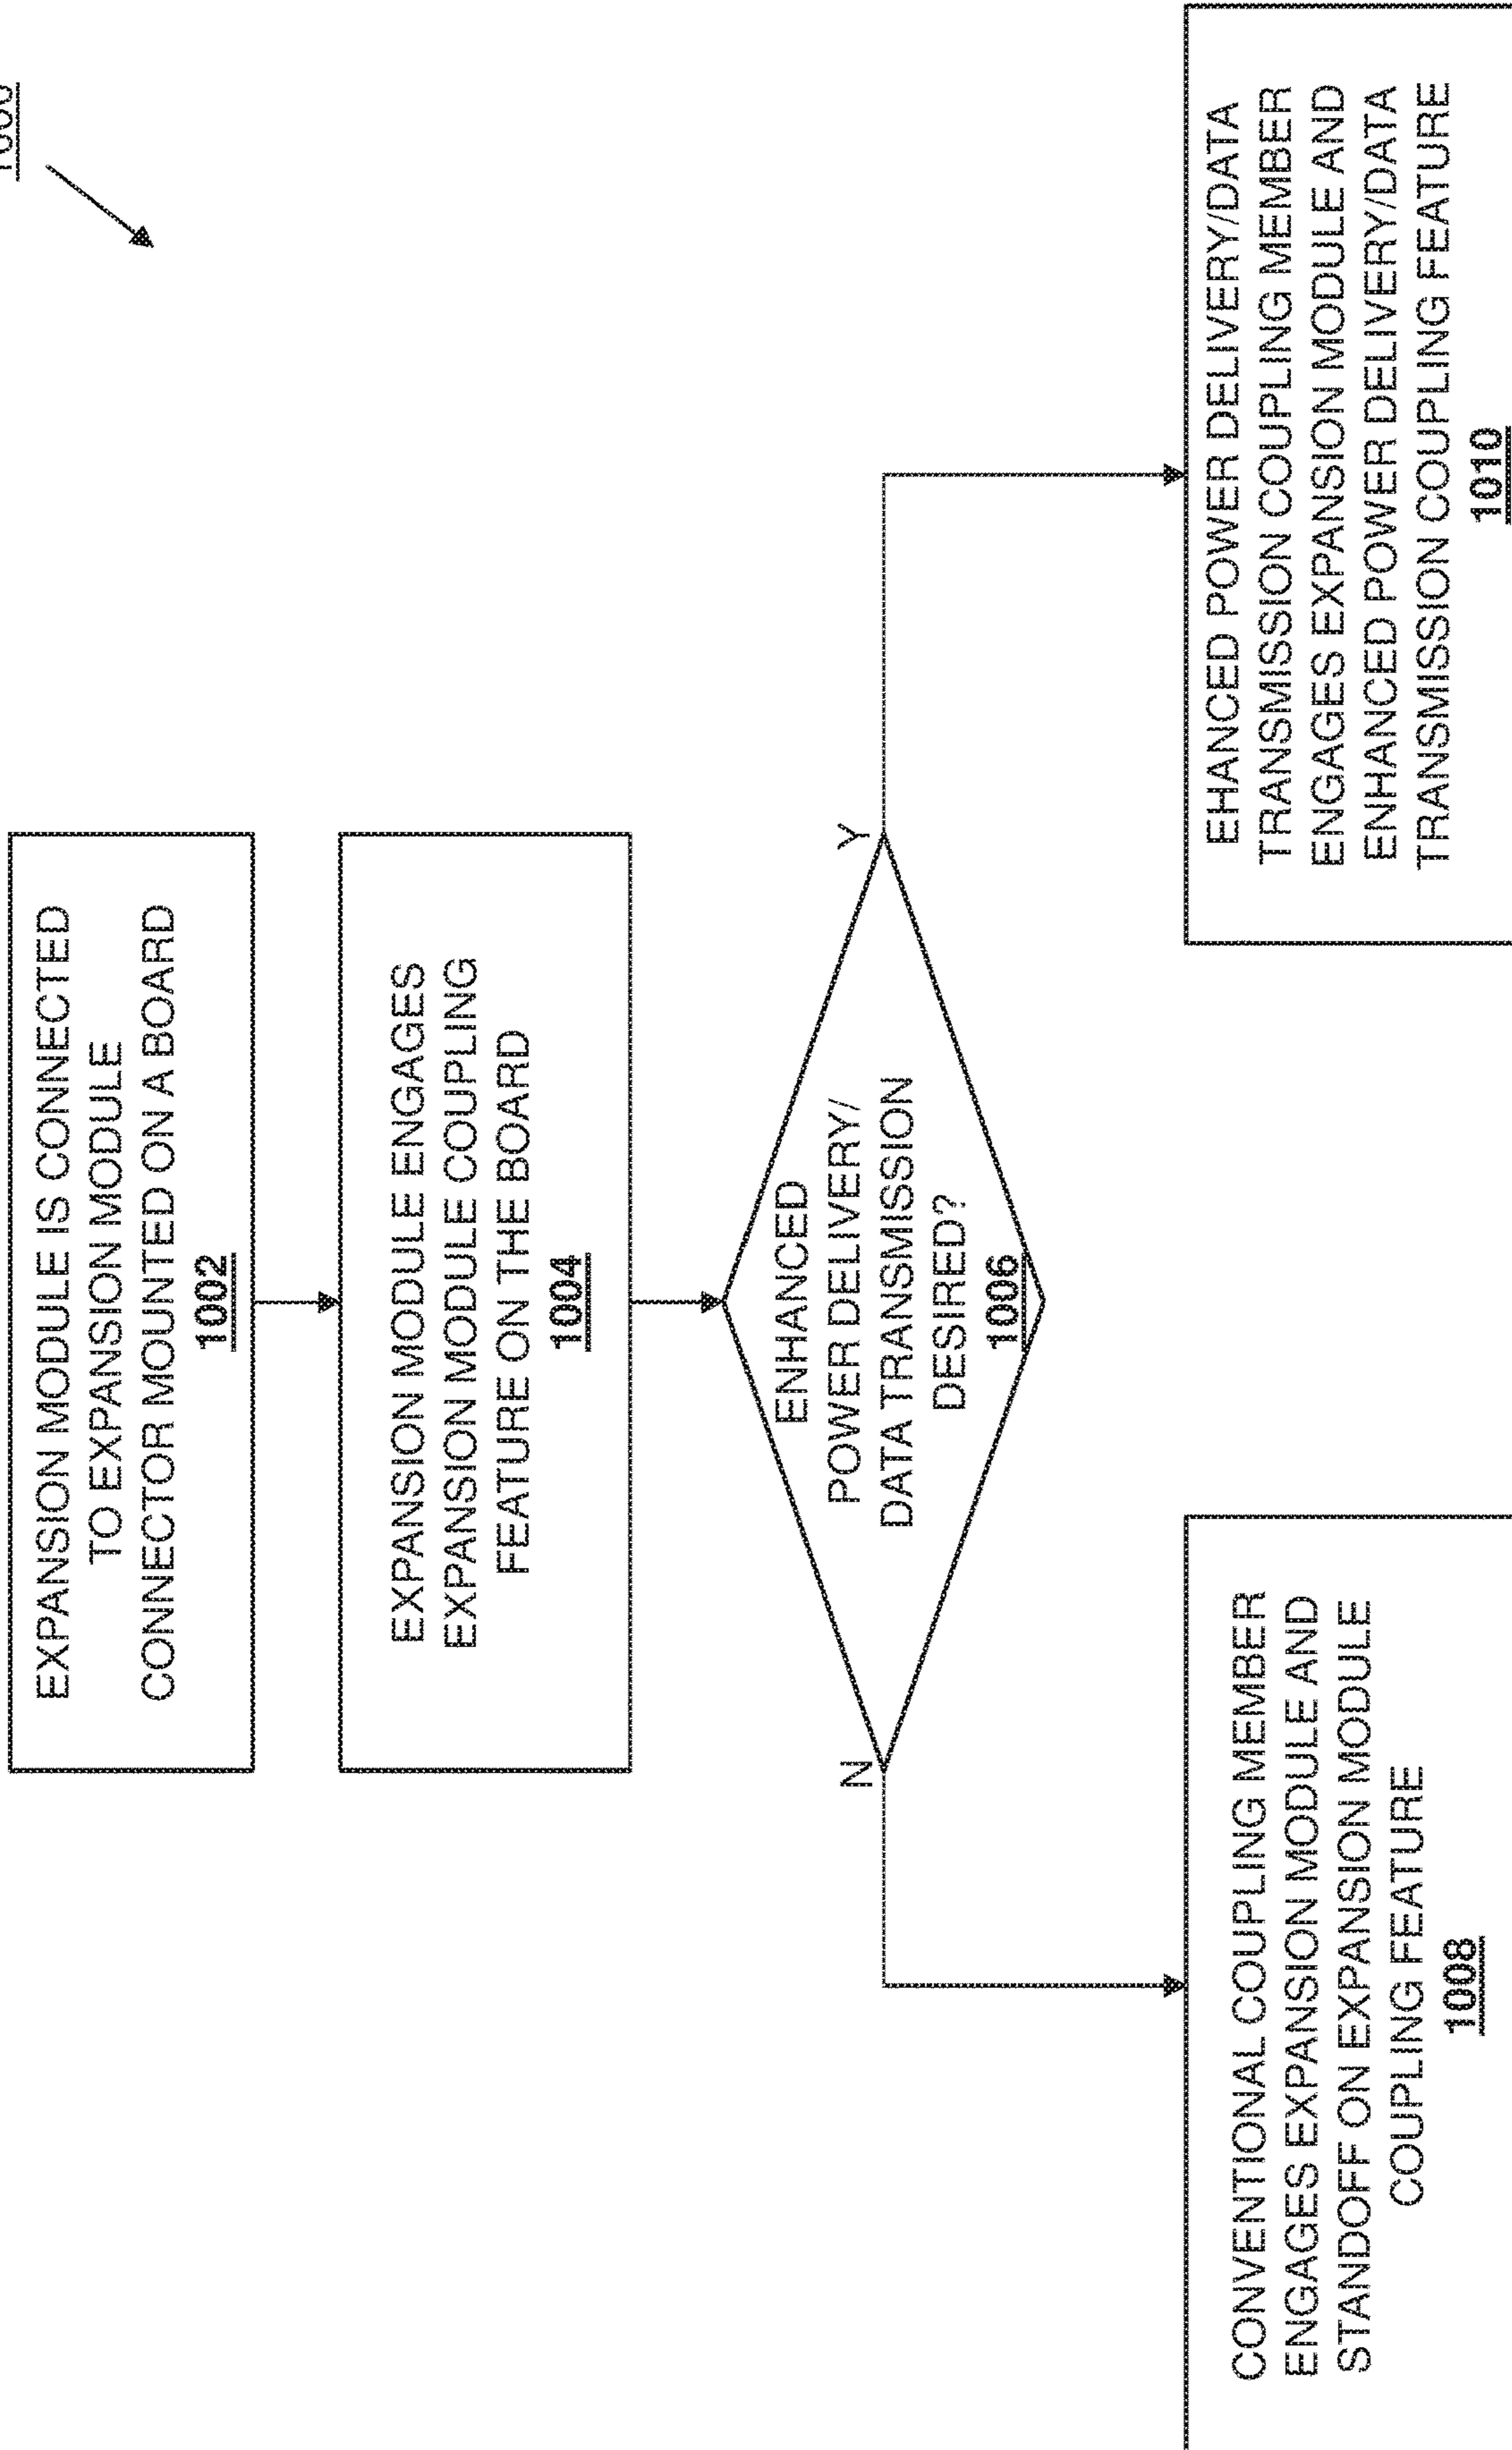 EXPANSION MODULE IS CONNECTED
TO EXPANSION MODULE
CONNECTOR MOUNTED ON A BOARD
1002
EXPANSION MODULE ENGAGES
EXPANSION MODULE COUPLING
FEATURE ON THE BOARD
1004
ENHANCED
POWER DELIVERY/
DATA TRANSMISSION
DESIRED?
1006
N
Y
CONVENTIONAL COUPLING MEMBER
ENGAGES EXPANSION MODULE AND
STANDOFF ON EXPANSION MODULE
COUPLING FEATURE
1008
EHANCED POWER DELIVERY/DATA
TRANSMISSION COUPLING MEMBER
ENGAGES EXPANSION MODULE AND
ENHANCED POWER DELIVERY/DATA
TRANSMISSION COUPLING FEATURE
1010